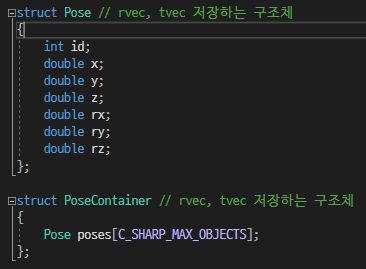 struct Pose // rvec, tvec 저장하는 구조체
{
int id;
double x;
double y;
double z;
double rx;
double ry;
double rz;
};
struct PoseContainer // rvec, tvec 저장하는 구조체
{
Pose poses[C_SHARP_MAX_OBJECTS];
};